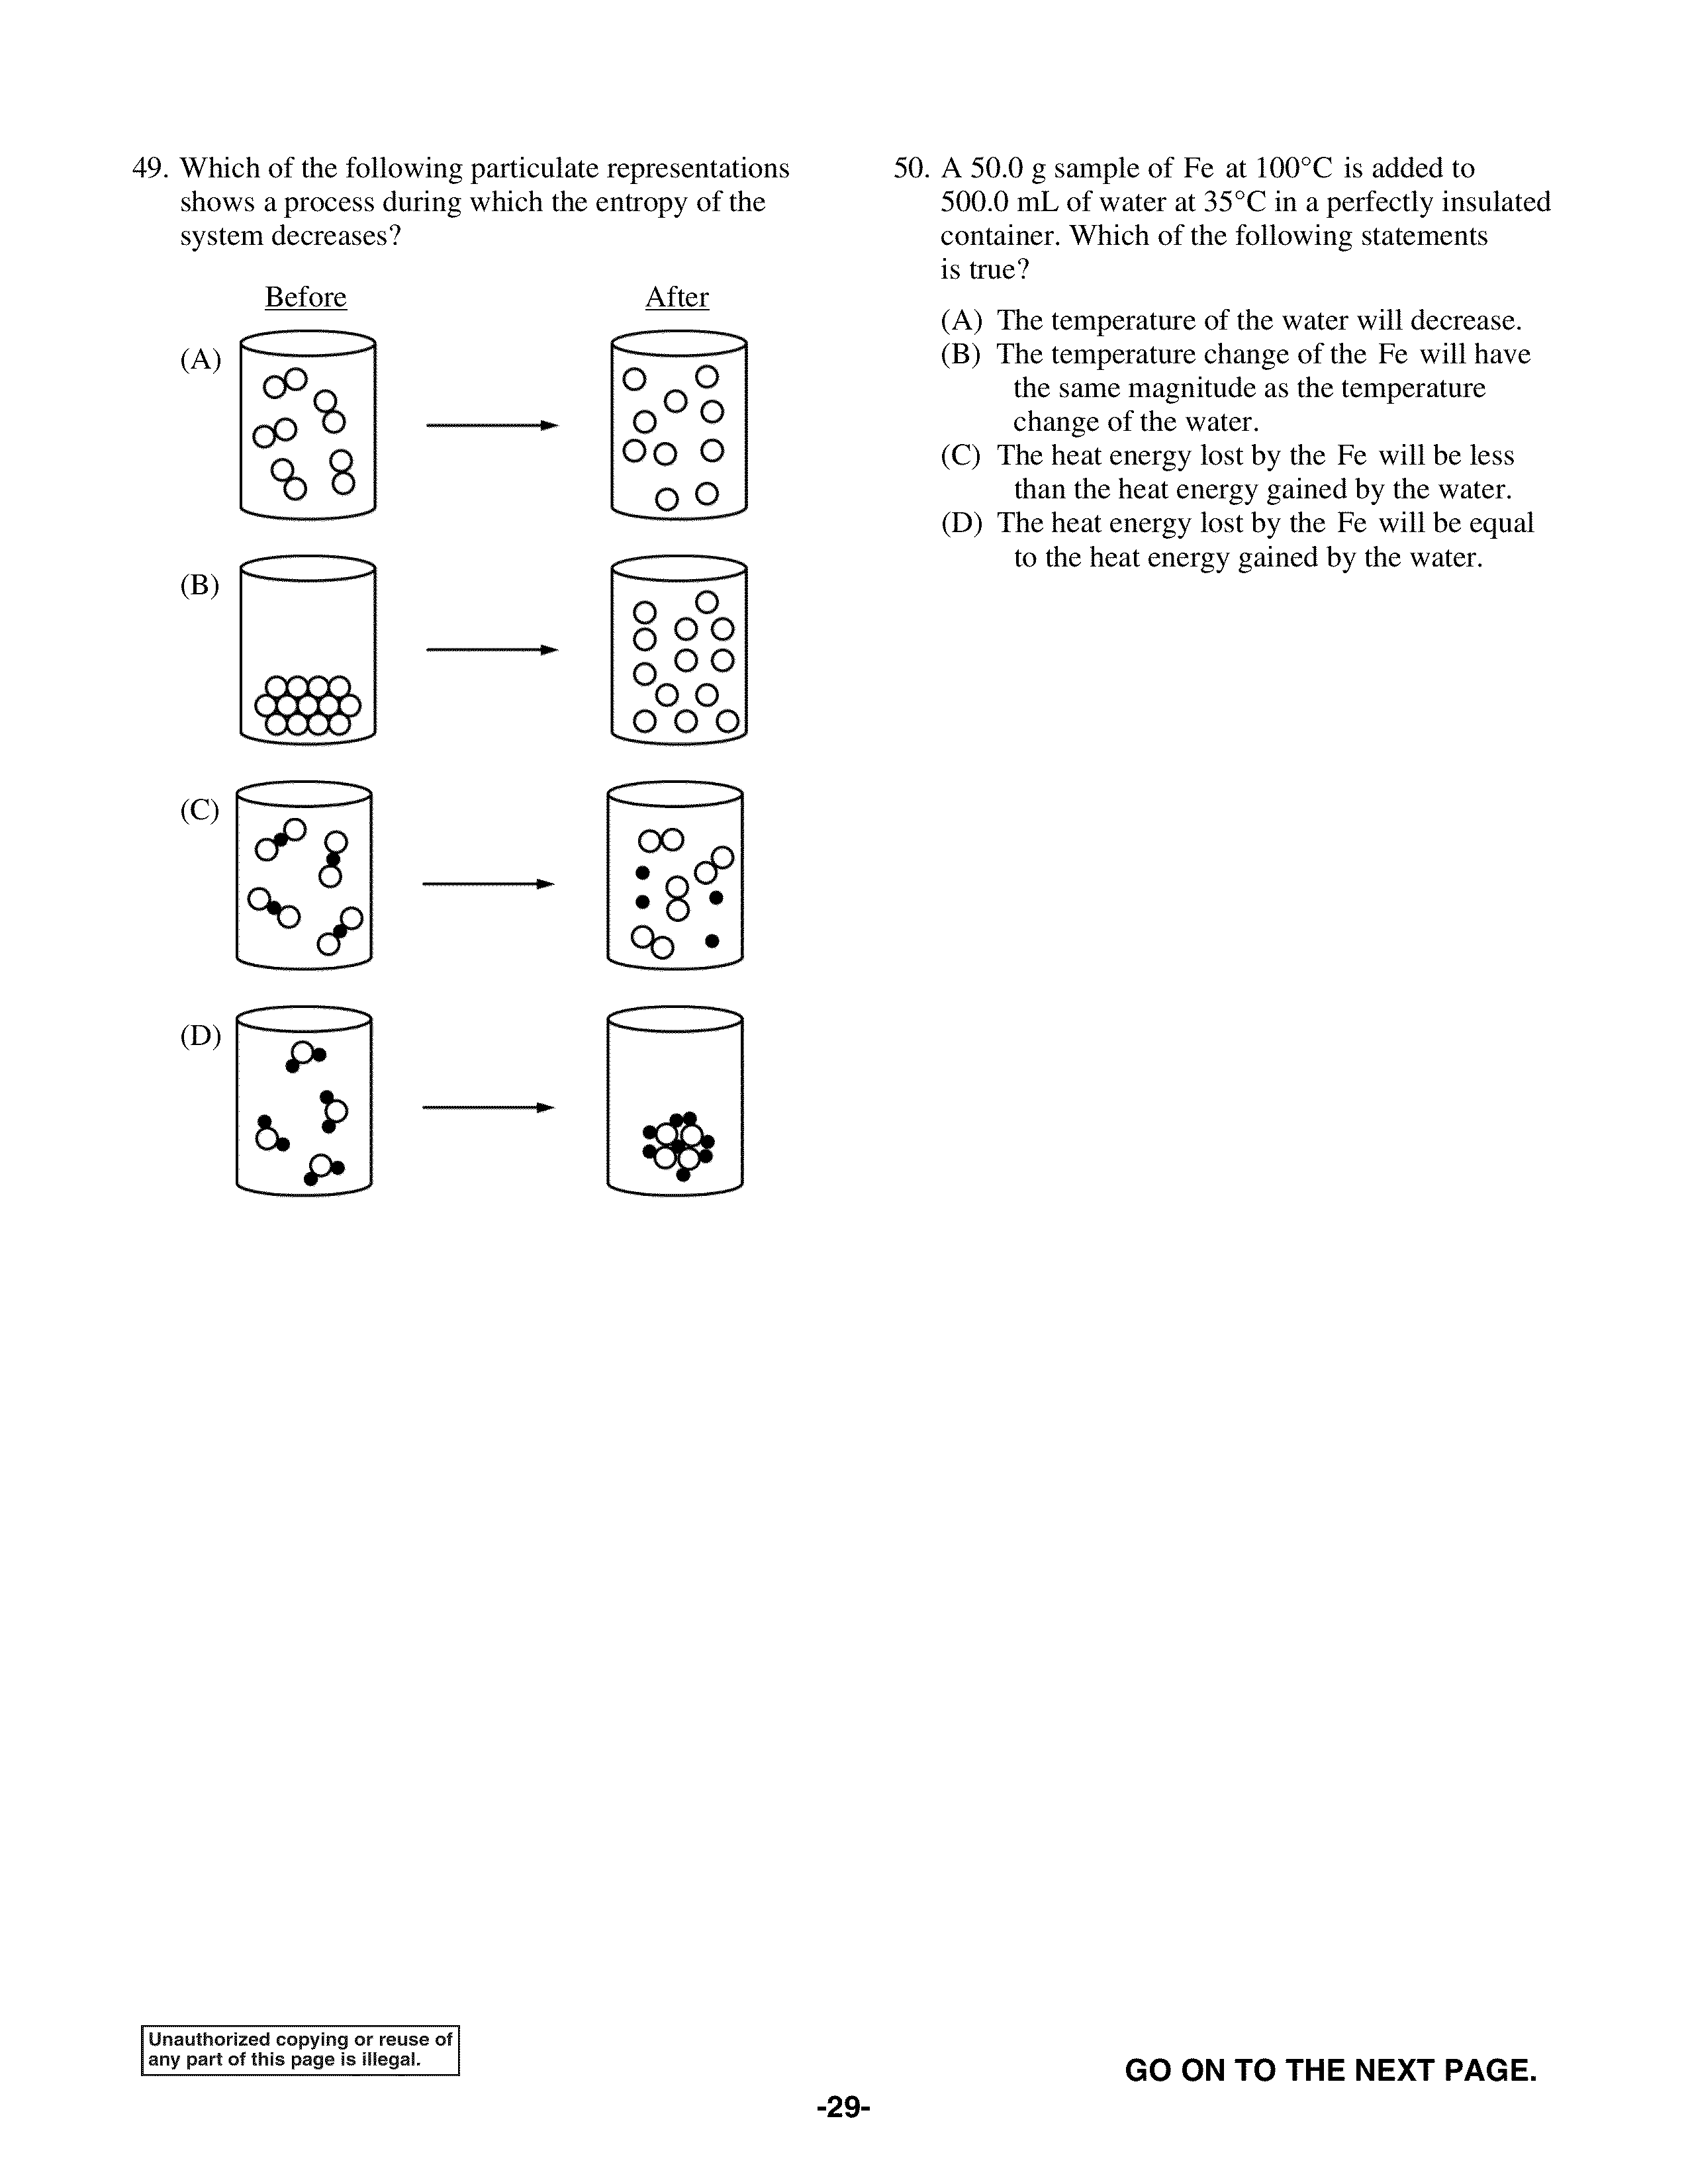 49. Which of the following particulate representations
shows a process during which the entropy of the
system decreases?
Before After
(A)
(B)
(C)
(D)
50. A 50.0 g sample of Fe at 100°C is added to
500.0 mL of water at 35°C in a perfectly insulated
container. Which of the following statements
is true?
(A) The temperature of the water will decrease.
(B) The temperature change of the Fe will have
the same magnitude as the temperature
change of the water.
(C) The heat energy lost by the Fe will be less
than the heat energy gained by the water.
(D) The heat energy lost by the Fe will be equal
to the heat energy gained by the water.
Unauthorized copying or reuse of
any part of this page is illegal.
GO ON TO THE NEXT PAGE.
-29-